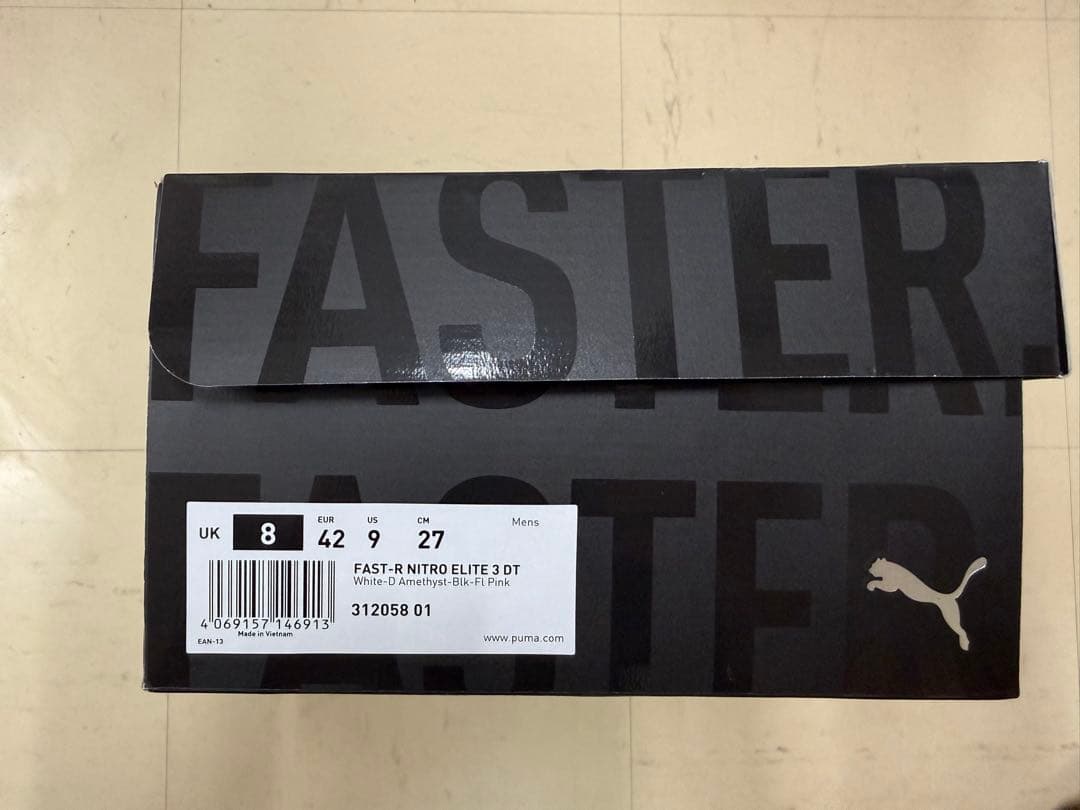 FASTER.
FASTER.
UK 8 EUR 42 US 9 CM 27 Mens
FAST-R NITRO ELITE 3 DT
White-D Amethyst-Blk-Fl Pink
312058 01
4 069157 146913
Made in Vietnam
EAN-13
www.puma.com